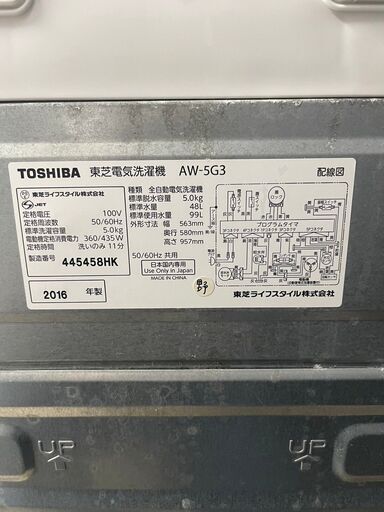 TOSHIBA 東芝電気洗濯機 AW-5G3 配線図
東芝ライフスタイル株式会社
JET
定格電圧 100V
定格周波数 50/60Hz
標準洗濯容量 5.0kg
電動機定格消費電力 360/435W
定格時間 洗いのみ 11分
製造番号 445458HK
2016 年製
種類 全自動電気洗濯機
標準脱水容量 5.0kg
標準水量 48L
標準使用水量 99L
外形寸法 幅 563mm
奥行 580mm
高さ 957mm
50/60Hz 共用
日本国内専用
Use Only in Japan
MADE IN CHINA
プログラムタイマ
東芝ライフスタイル株式会社
UP
UP